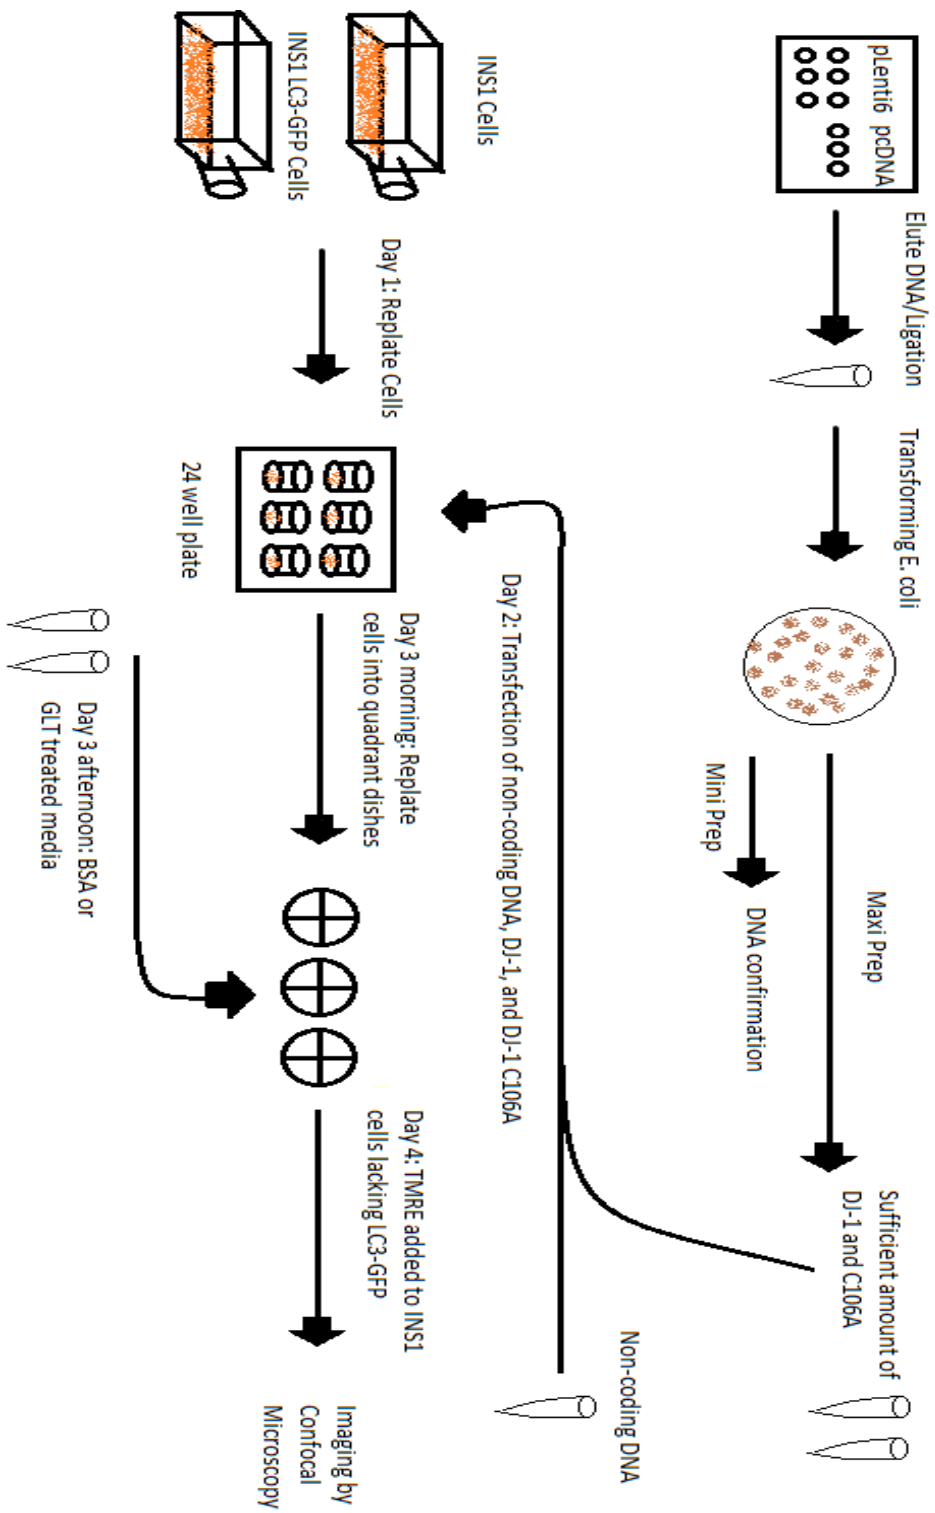 pLenti6 pcDNA
Elute DNA/Ligation
Transforming E. coli
Maxi Prep
Mini Prep
DNA confirmation
Sufficient amount of
DJ-1 and C106A
Non-coding DNA
Day 2: Transfection of non-coding DNA, DJ-1, and DJ-1 C106A
INS1 Cells
INS1 LC3-GFP Cells
Day 1: Replate Cells
24 well plate
Day 3 morning: Replate
cells into quadrant dishes
Day 3 afternoon: BSA or
GLT treated media
Day 4: TMRE added to INS1
cells lacking LC3-GFP
Imaging by
Confocal
Microscopy